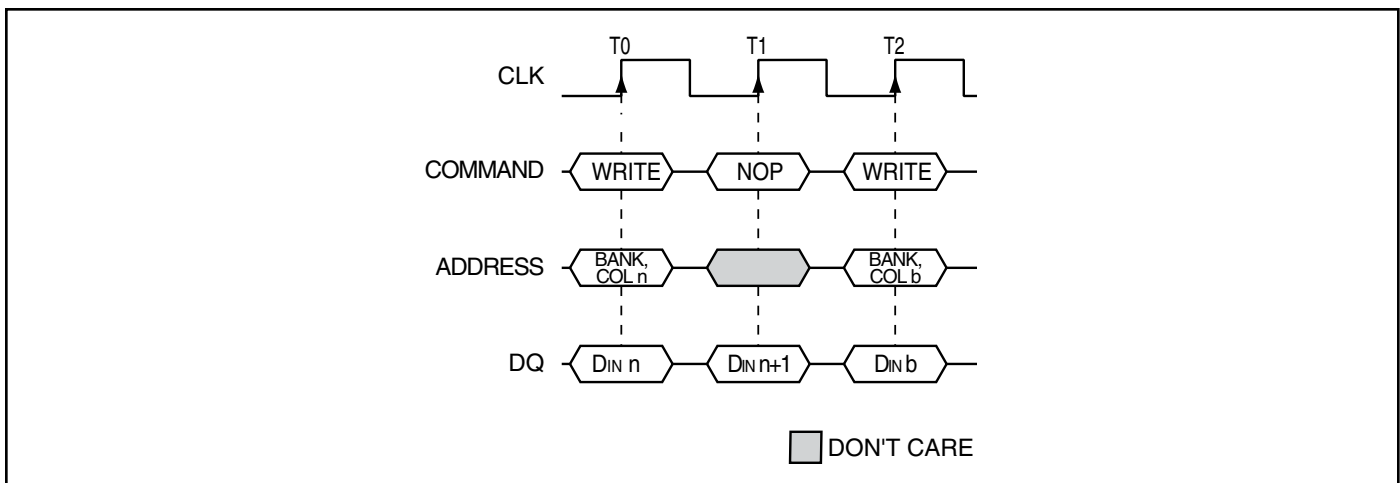 T0 T1 T2
CLK
COMMAND WRITE NOP WRITE
ADDRESS BANK, COL n BANK, COL b
DQ DIN n DIN n+1 DIN b
DON'T CARE